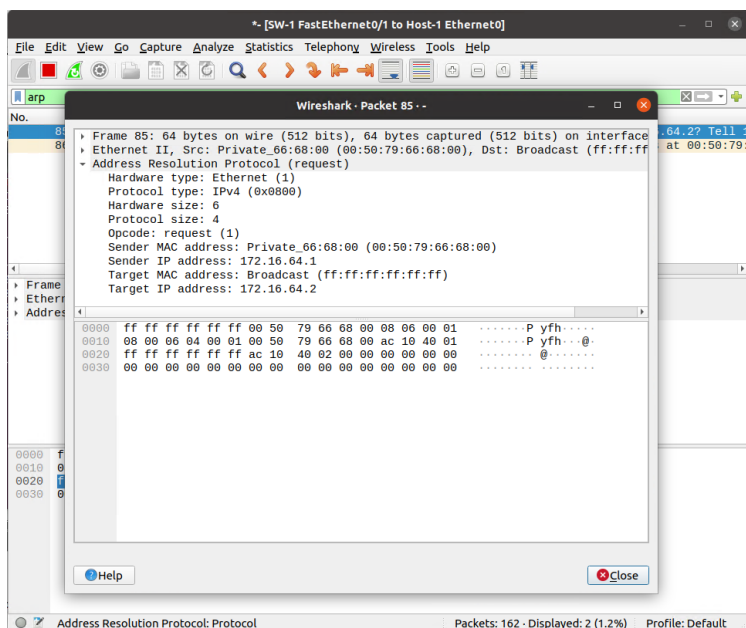 *- [SW-1 FastEthernet0/1 to Host-1 Ethernet0]
File Edit View Go Capture Analyze Statistics Telephony Wireless Tools Help
arp
No.
Wireshark · Packet 85 · -
85
.64.2? Tell
86
at 00:50:79:
Frame 85: 64 bytes on wire (512 bits), 64 bytes captured (512 bits) on interface
Ethernet II, Src: Private_66:68:00 (00:50:79:66:68:00), Dst: Broadcast (ff:ff:ff
Address Resolution Protocol (request)
Hardware type: Ethernet (1)
Protocol type: IPv4 (0x0800)
Hardware size: 6
Protocol size: 4
Opcode: request (1)
Sender MAC address: Private_66:68:00 (00:50:79:66:68:00)
Sender IP address: 172.16.64.1
Target MAC address: Broadcast (ff:ff:ff:ff:ff:ff)
Target IP address: 172.16.64.2
Frame
Ethern
Addres
0000 ff ff ff ff ff ff 00 50 79 66 68 00 08 06 00 01 ·······P yfh·····
0010 08 00 06 04 00 01 00 50 79 66 68 00 ac 10 40 01 ·······P yfh···@·
0020 ff ff ff ff ff ff ac 10 40 02 00 00 00 00 00 00 ········ @·······
0030 00 00 00 00 00 00 00 00 00 00 00 00 00 00 00 00 ········ ········
0000 f
0010 0
0020 f
0030 0
Help
Close
Address Resolution Protocol: Protocol
Packets: 162 · Displayed: 2 (1.2%)
Profile: Default